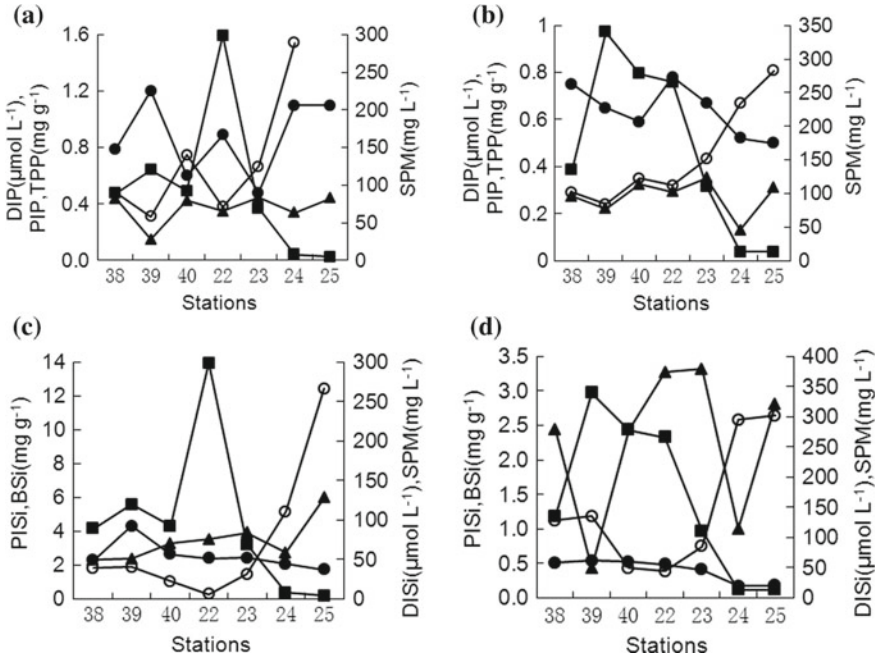 (a)
DIP(μmol L⁻¹),
PIP,TPP(mg g⁻¹)
1.6
1.2
0.8
0.4
0.0
300
250
200
150
100
50
0
SPM(mg L⁻¹)
38 39 40 22 23 24 25
Stations
(b)
DIP(μmol L⁻¹),
PIP,TPP(mg g⁻¹)
1
0.8
0.6
0.4
0.2
0
350
300
250
200
150
100
50
0
SPM(mg L⁻¹)
38 39 40 22 23 24 25
Stations
(c)
PISi,BSi(mg g⁻¹)
14
12
10
8
6
4
2
0
300
250
200
150
100
50
0
DISi(μmol L⁻¹),SPM(mg L⁻¹)
38 39 40 22 23 24 25
Stations
(d)
PISi,BSi(mg g⁻¹)
3.5
3.0
2.5
2.0
1.5
1.0
0.5
0.0
400
350
300
250
200
150
100
50
0
DISi(μmol L⁻¹),SPM(mg L⁻¹)
38 39 40 22 23 24 25
Stations